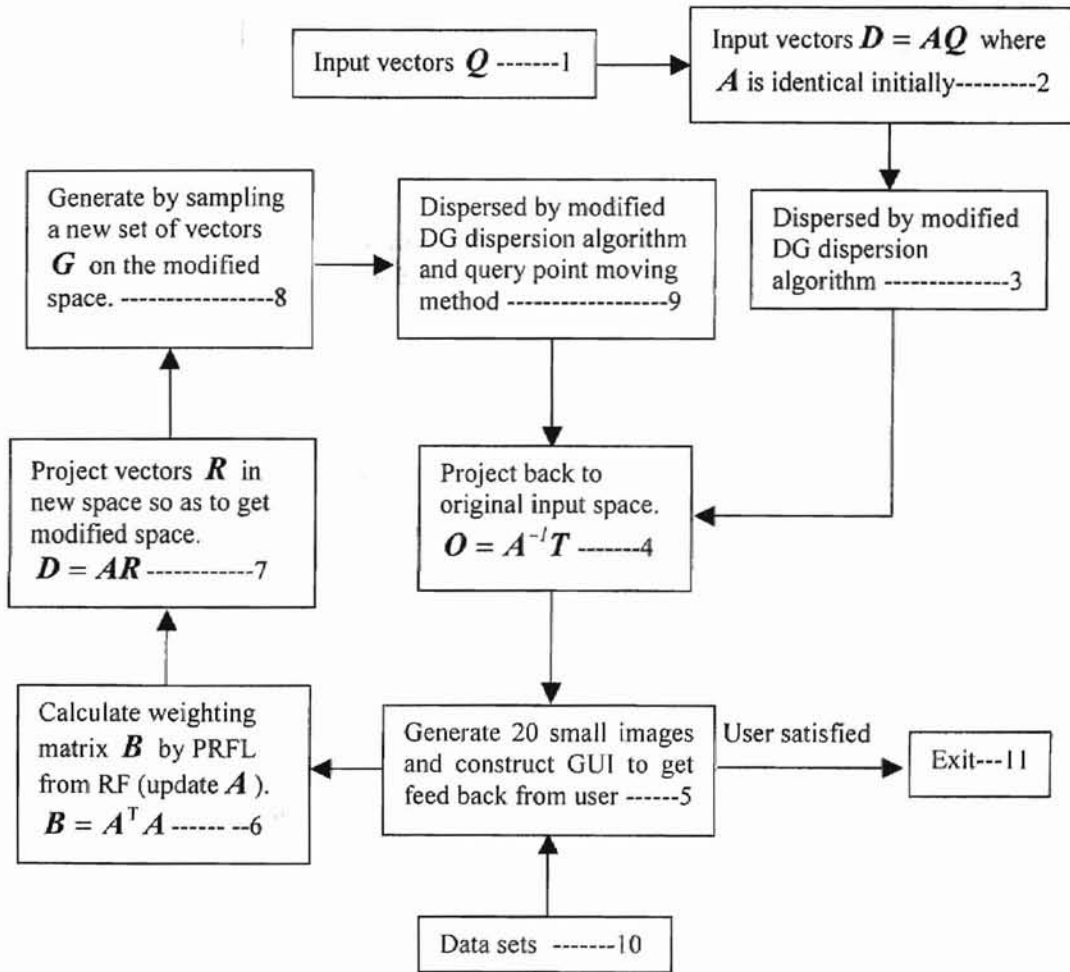 Input vectors Q -------1
Input vectors D = AQ where
A is identical initially---------2
Generate by sampling
a new set of vectors
G on the modified
space. ----------------8
Dispersed by modified
DG dispersion algorithm
and query point moving
method -----------------9
Dispersed by modified
DG dispersion
algorithm -------------3
Project vectors R in
new space so as to get
modified space.
D = AR ------------7
Project back to
original input space.
O = A⁻¹T -------4
Calculate weighting
matrix B by PRFL
from RF (update A ).
B = AᵀA ------ --6
Generate 20 small images
and construct GUI to get
feed back from user ------5
User satisfied
Exit---11
Data sets -------10